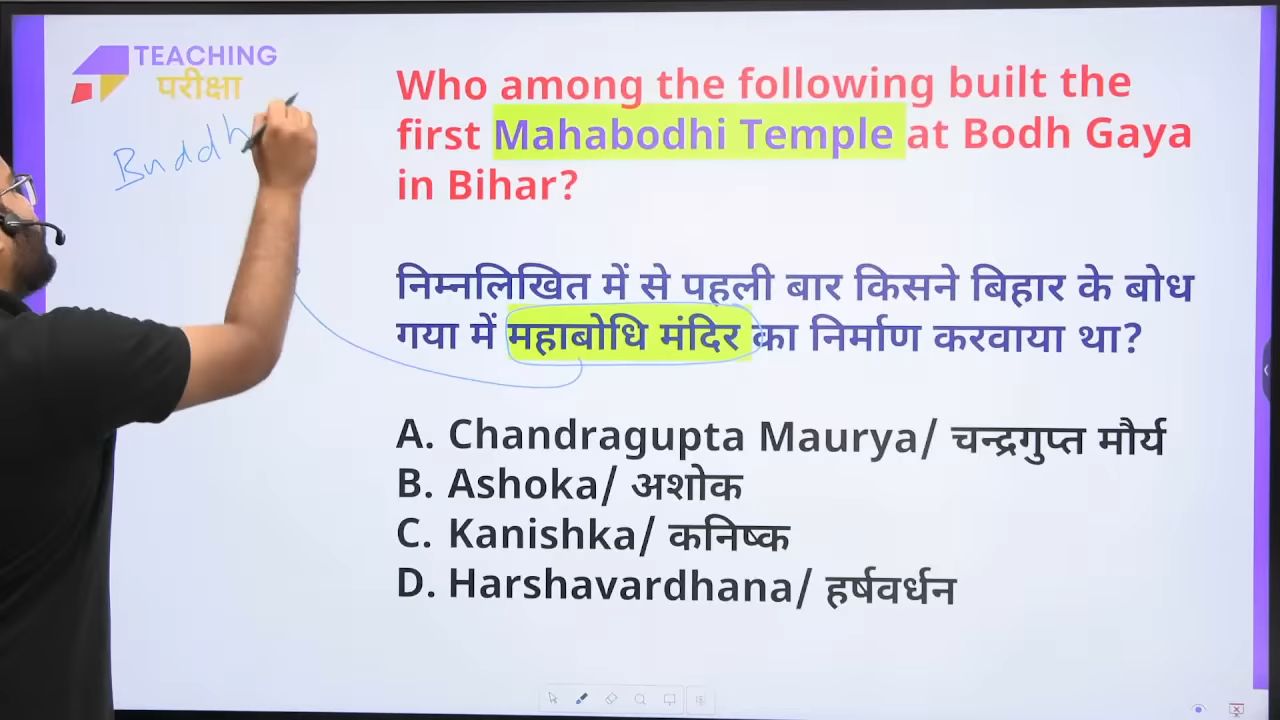 TEACHING
परीक्षा
Buddh
Who among the following built the
first Mahabodhi Temple at Bodh Gaya
in Bihar?
निम्नलिखित में से पहली बार किसने बिहार के बोध
गया में महाबोधि मंदिर का निर्माण करवाया था?
A. Chandragupta Maurya/ चन्द्रगुप्त मौर्य
B. Ashoka/ अशोक
C. Kanishka/ कनिष्क
D. Harshavardhana/ हर्षवर्धन